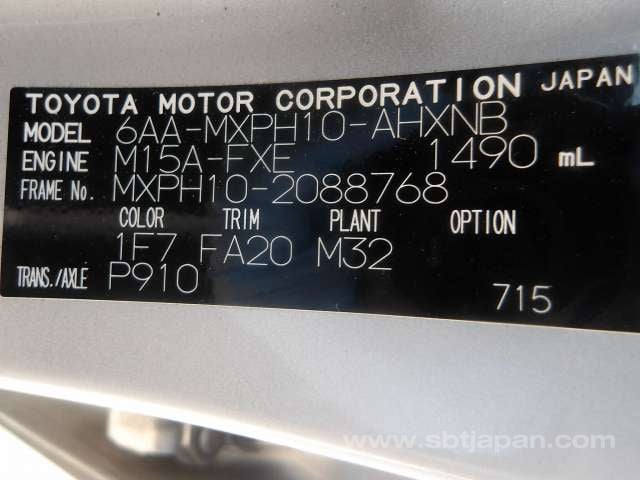 TOYOTA MOTOR CORPORATION JAPAN
MODEL 6AA-MXPH10-AHXNB
ENGINE M15A-FXE 1490 mL
FRAME No. MXPH10-2088768
COLOR TRIM PLANT OPTION
1F7 FA20 M32
TRANS./AXLE P910
715
www.sbtjapan.com